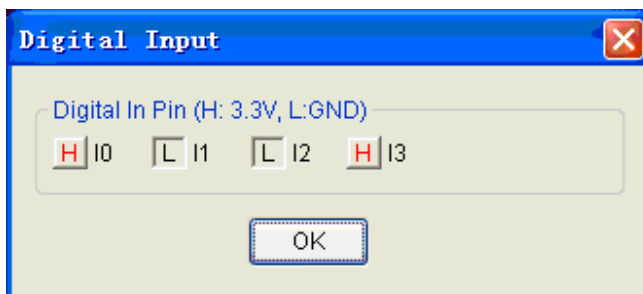 Digital Input
Digital In Pin (H: 3.3V, L:GND)
H I0 L I1 L I2 H I3
OK